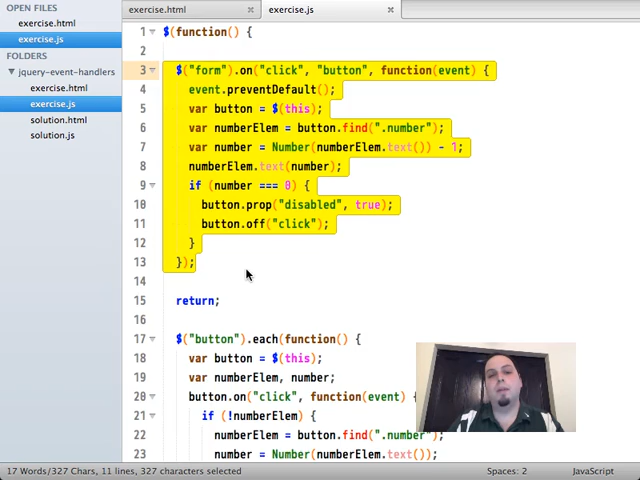 OPEN FILES
exercise.html
exercise.js
FOLDERS
jquery-event-handlers
exercise.html
exercise.js
solution.html
solution.js
exercise.html
exercise.js
1 $(function() {
2
3 $("form").on("click", "button", function(event) {
4 event.preventDefault();
5 var button = $(this);
6 var numberElem = button.find(".number");
7 var number = Number(numberElem.text()) - 1;
8 numberElem.text(number);
9 if (number === 0) {
10 button.prop("disabled", true);
11 button.off("click");
12 }
13 });
14
15 return;
16
17 $("button").each(function() {
18 var button = $(this);
19 var numberElem, number;
20 button.on("click", function(event) {
21 if (!numberElem) {
22 numberElem = button.find(".number");
23 number = Number(numberElem.text());
17 Words/327 Chars, 11 lines, 327 characters selected
Spaces: 2
JavaScript